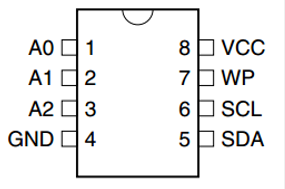 A0 1 8 VCC
A1 2 7 WP
A2 3 6 SCL
GND 4 5 SDA